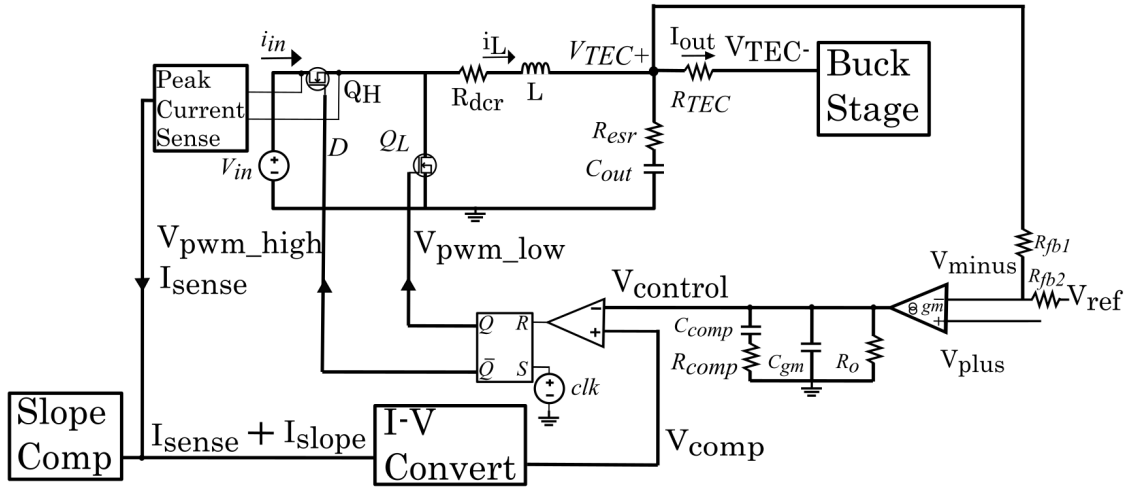 i_in
i_L
V_TEC+
I_out
V_TEC-
Buck
Stage
Peak
Current
Sense
Q_H
R_dcr
L
R_TEC
V_in
D
Q_L
R_esr
C_out
V_pwm_high
V_pwm_low
I_sense
V_minus
R_fb1
R_fb2
V_ref
V_control
gm
V_plus
Q R
Q̄ S
clk
C_comp
R_comp
C_gm
R_o
Slope
Comp
I_sense + I_slope
I-V
Convert
V_comp